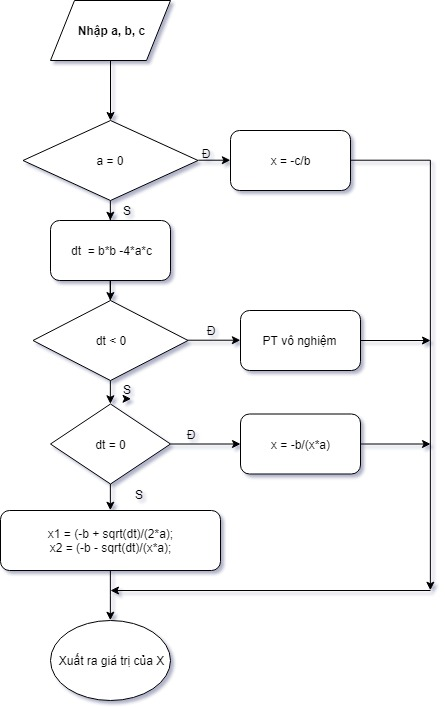 Nhập a, b, c
a = 0
Đ
x = -c/b
S
dt = b*b -4*a*c
dt < 0
Đ
PT vô nghiệm
S
dt = 0
Đ
x = -b/(x*a)
S
x1 = (-b + sqrt(dt)/(2*a);
x2 = (-b - sqrt(dt)/(x*a);
Xuất ra giá trị của X